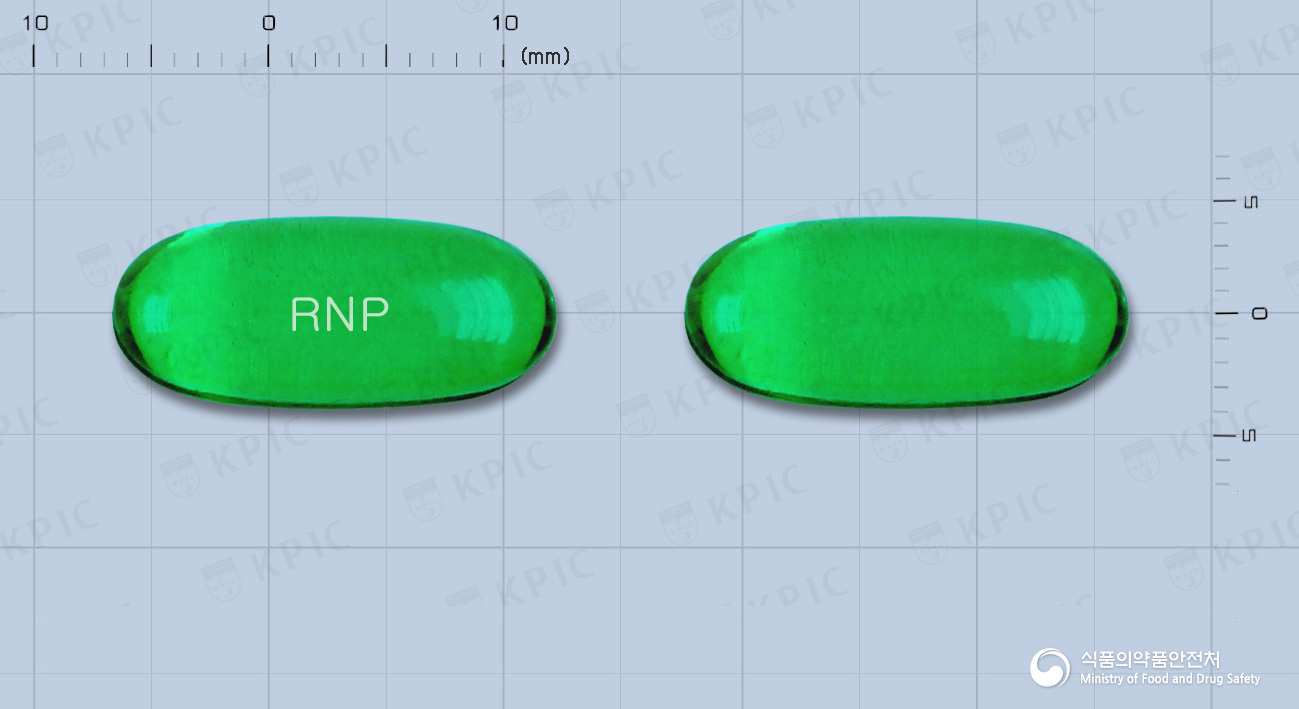 10 0 10
(mm)
KPIC
5
RNP
0
5
식품의약품안전처
Ministry of Food and Drug Safety